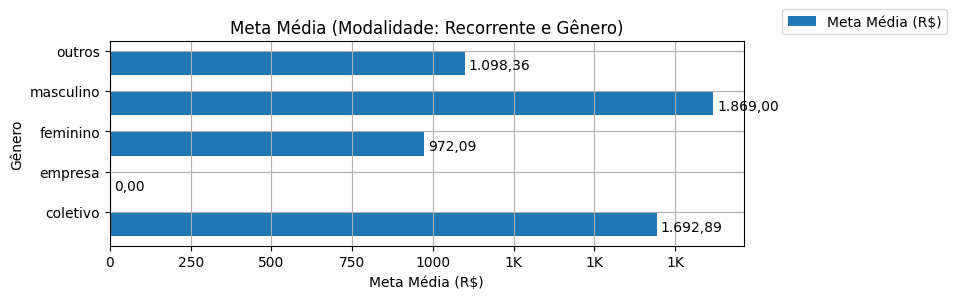 Meta Média (R$)
Meta Média (Modalidade: Recorrente e Gênero)
Gênero
outros
1.098,36
masculino
1.869,00
feminino
972,09
empresa
0,00
coletivo
1.692,89
0 250 500 750 1000 1K 1K 1K
Meta Média (R$)